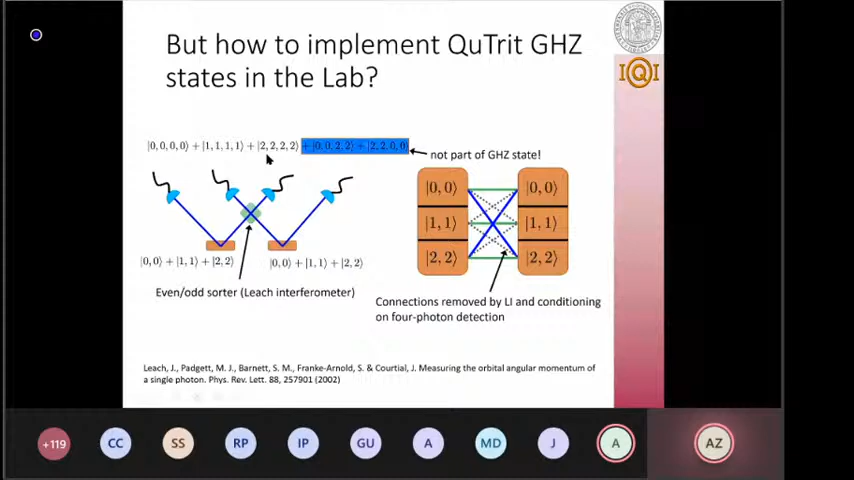 But how to implement QuTrit GHZ
states in the Lab?
IQI
|0,0,0,0⟩ + |1,1,1,1⟩ + |2,2,2,2⟩ + |0,0,2,2⟩ + |2,2,0,0⟩
not part of GHZ state!
|0,0⟩ |0,0⟩
|1,1⟩ |1,1⟩
|2,2⟩ |2,2⟩
|0,0⟩ + |1,1⟩ + |2,2⟩ |0,0⟩ + |1,1⟩ + |2,2⟩
Even/odd sorter (Leach interferometer)
Connections removed by LI and conditioning
on four-photon detection
Leach, J., Padgett, M. J., Barnett, S. M., Franke-Arnold, S. & Courtial, J. Measuring the orbital angular momentum of
a single photon. Phys. Rev. Lett. 88, 257901 (2002)
+119 CC SS RP IP GU A MD J A AZ